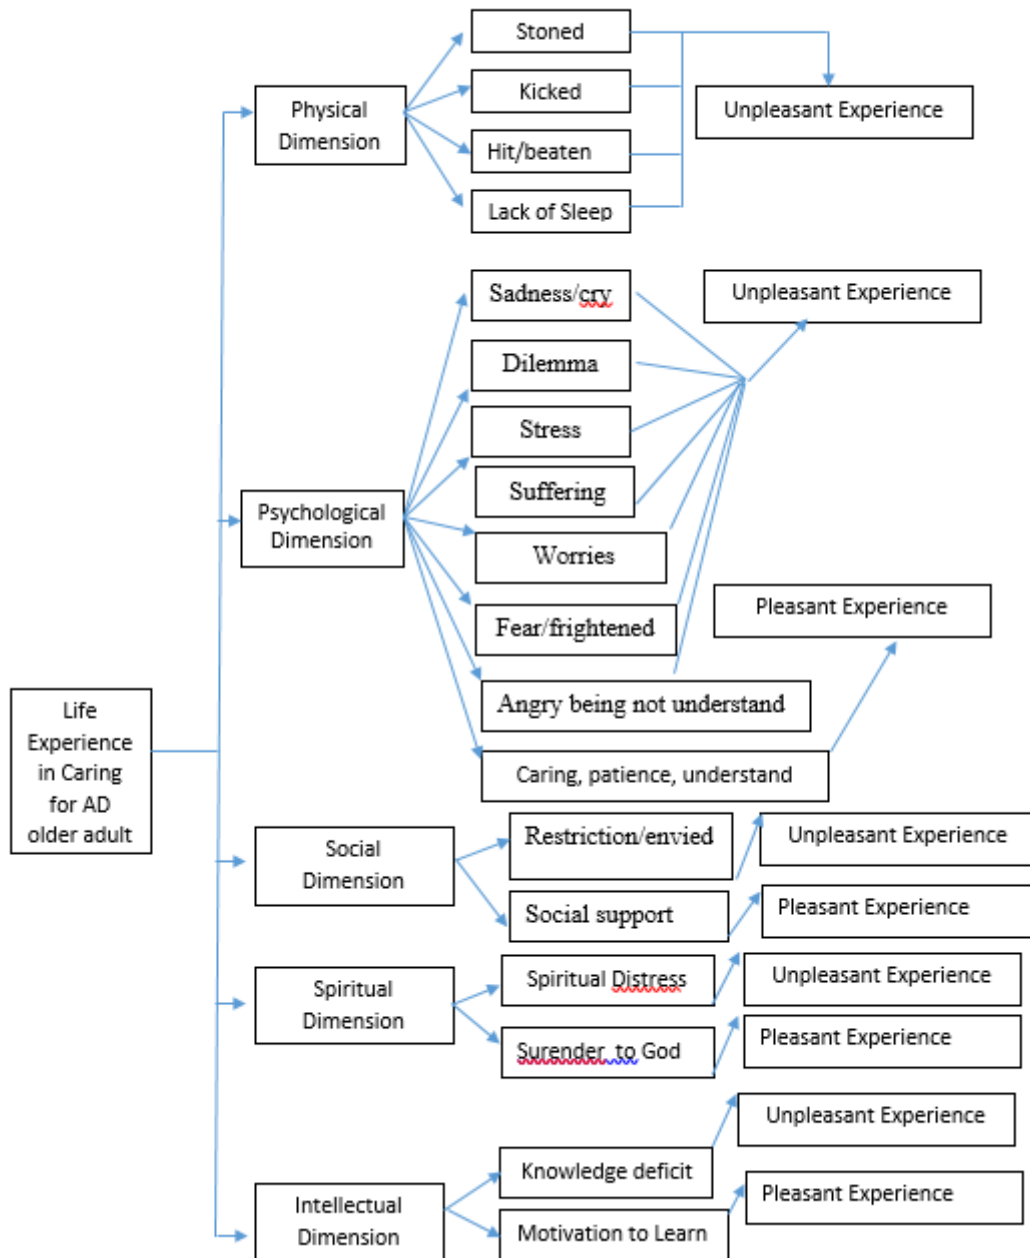 Stoned
Kicked
Hit/beaten
Lack of Sleep
Physical
Dimension
Unpleasant Experience
Sadness/cry
Dilemma
Stress
Suffering
Worries
Fear/frightened
Angry being not understand
Caring, patience, understand
Psychological
Dimension
Unpleasant Experience
Pleasant Experience
Life
Experience
in Caring
for AD
older adult
Social
Dimension
Restriction/envied
Social support
Unpleasant Experience
Pleasant Experience
Spiritual
Dimension
Spiritual Distress
Surender to God
Unpleasant Experience
Pleasant Experience
Intellectual
Dimension
Knowledge deficit
Motivation to Learn
Unpleasant Experience
Pleasant Experience